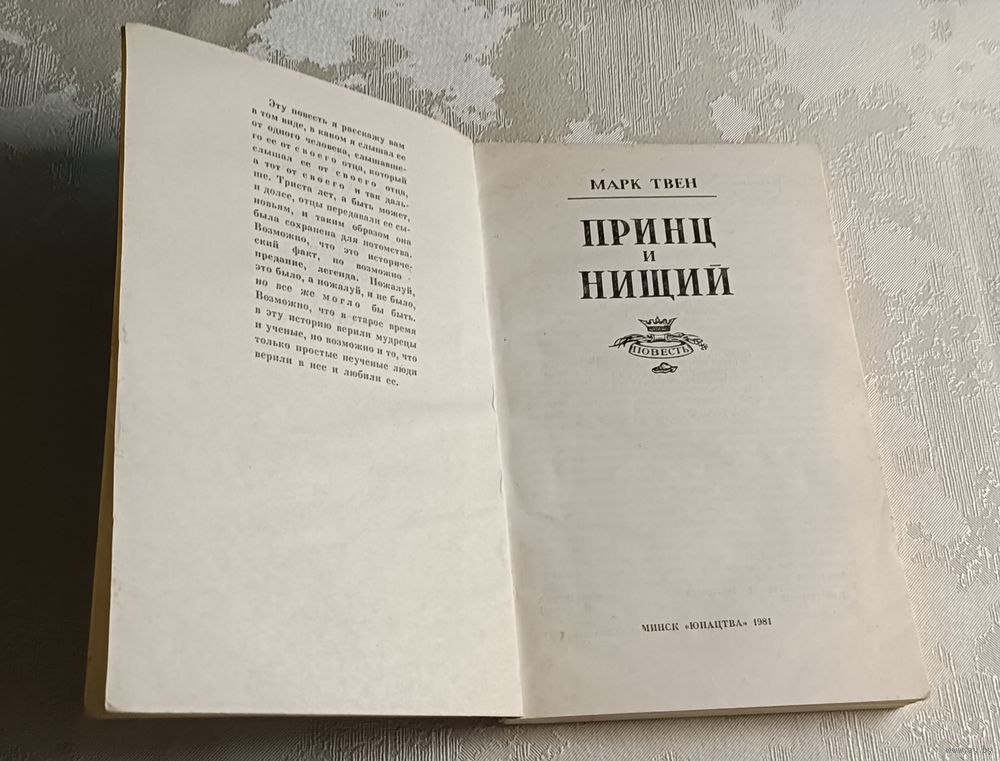 Эту повесть я расскажу вам
в том виде, в каком я слышал ее
от одного человека, слышавше-
го ее от своего отца, который
слышал ее от своего отца,
а тот от своего и так даль-
ше. Триста лет, а быть может,
и долее, отцы передавали ее сы-
новьям, и таким образом она
была сохранена для потомства.
Возможно, что это историче-
ский факт, но возможно —
предание, легенда. Пожалуй,
это было, а пожалуй, и не было,
но все же могло бы быть.
Возможно, что в старое время
в эту историю верили мудрецы
и ученые, но возможно и то, что
только простые неученые люди
верили в нее и любили ее.
МАРК ТВЕН
ПРИНЦ
И
НИЩИЙ
ПОВЕСТЬ
МИНСК «ЮНАЦТВА» 1981
www.ay.by